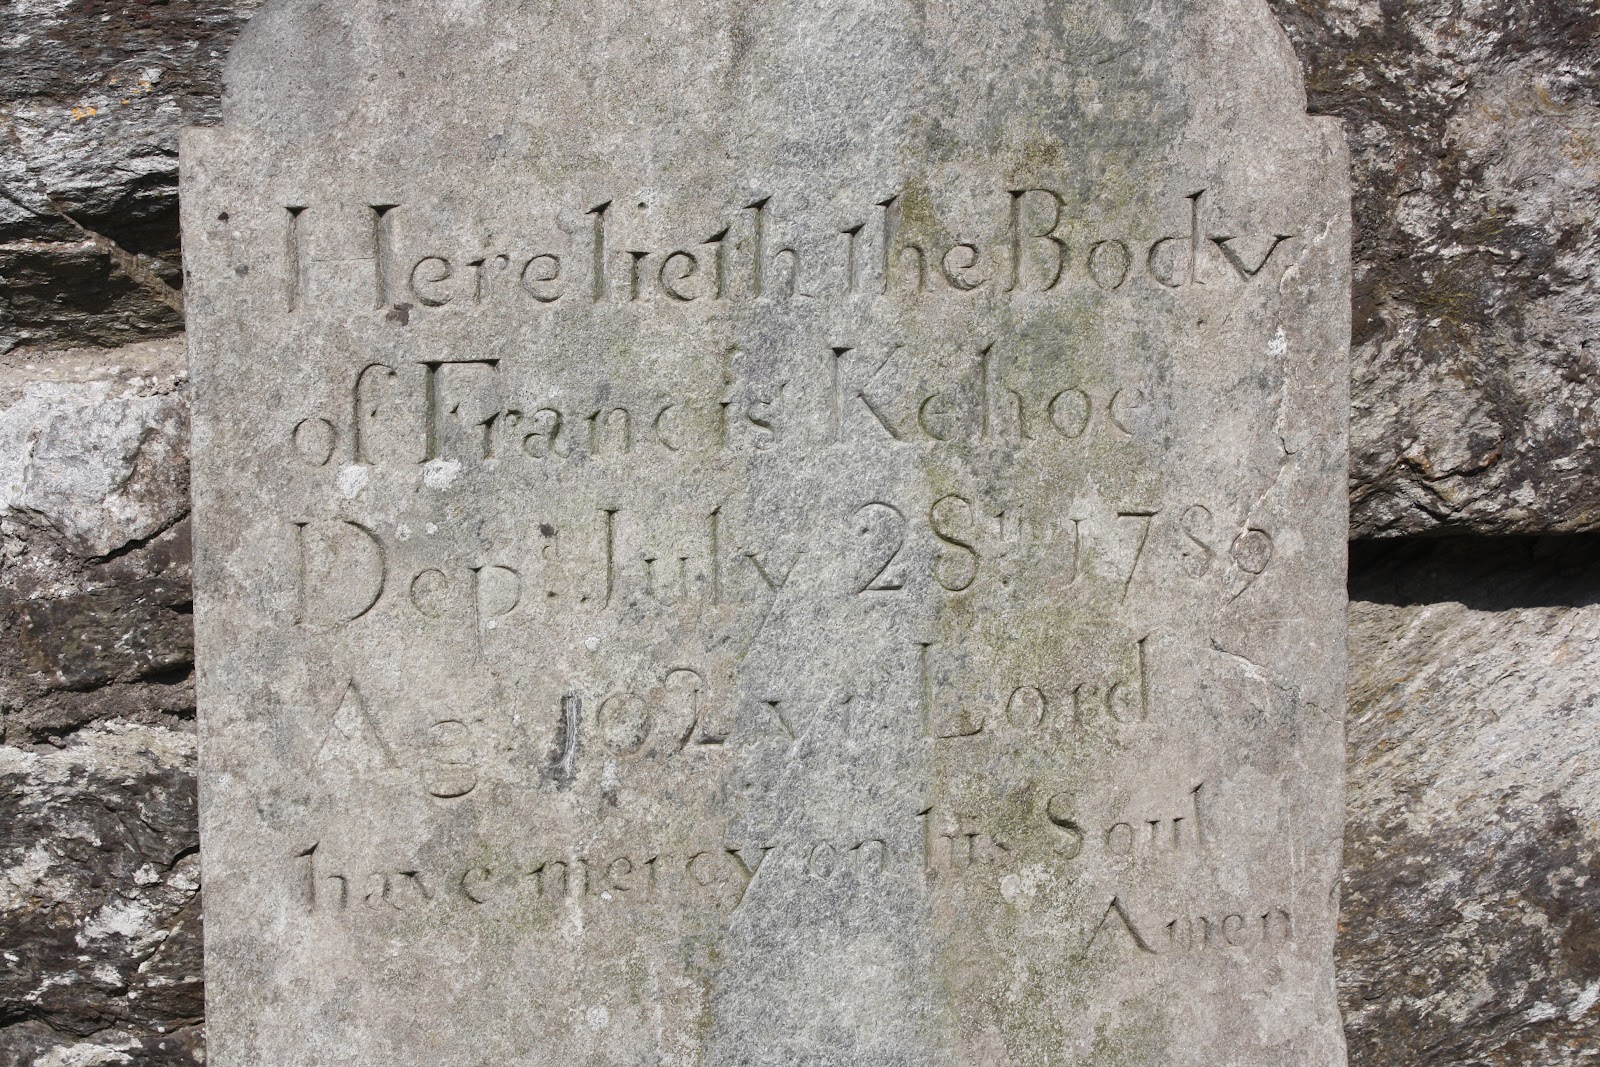 Here lieth the Body
of Francis Kehoe
Dep: July 28th 1789
Ag 102 y Lord
have mercy on his Soul
Amen